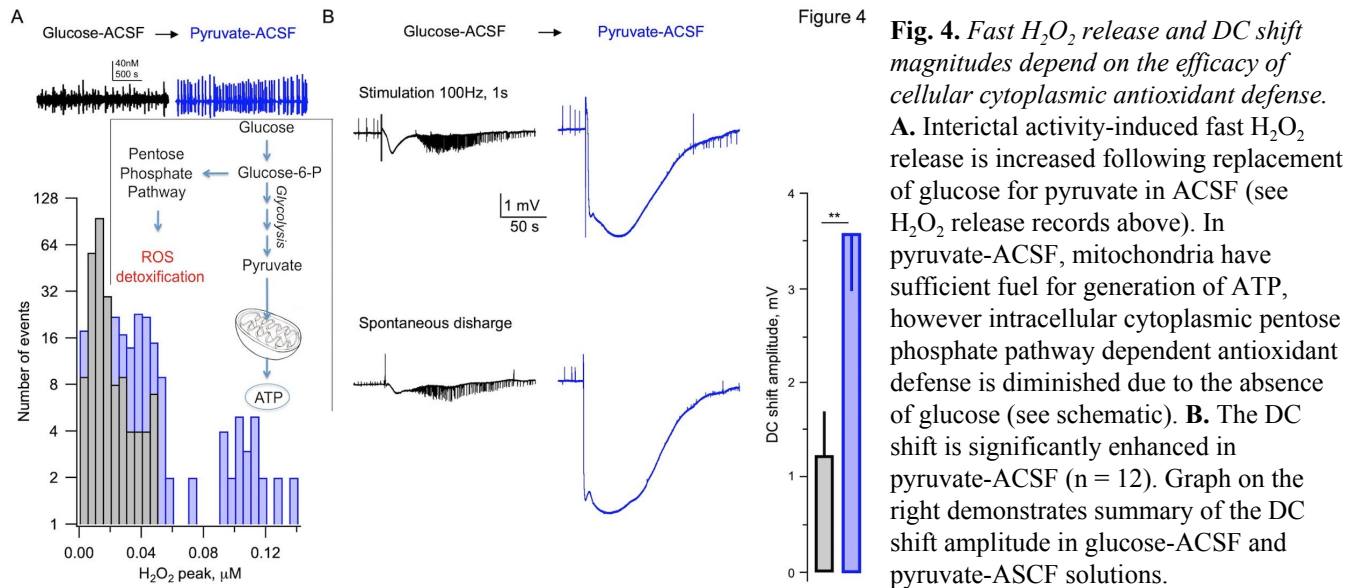 A
Glucose-ACSF → Pyruvate-ACSF
40nM
500 s
Glucose
Pentose
Phosphate
Pathway
Glucose-6-P
Glycolysis
ROS
detoxification
Pyruvate
ATP
Number of events
128
64
32
16
8
4
2
1
0.00 0.04 0.08 0.12
H₂O₂ peak, μM
B
Glucose-ACSF → Pyruvate-ACSF
Stimulation 100Hz, 1s
1 mV
50 s
Spontaneous disharge
Figure 4
DC shift amplitude, mV
4
3
2
1
0
**
Fig. 4. Fast H₂O₂ release and DC shift
magnitudes depend on the efficacy of
cellular cytoplasmic antioxidant defense.
A. Interictal activity-induced fast H₂O₂
release is increased following replacement
of glucose for pyruvate in ACSF (see
H₂O₂ release records above). In
pyruvate-ACSF, mitochondria have
sufficient fuel for generation of ATP,
however intracellular cytoplasmic pentose
phosphate pathway dependent antioxidant
defense is diminished due to the absence
of glucose (see schematic). B. The DC
shift is significantly enhanced in
pyruvate-ACSF (n = 12). Graph on the
right demonstrates summary of the DC
shift amplitude in glucose-ACSF and
pyruvate-ASCF solutions.